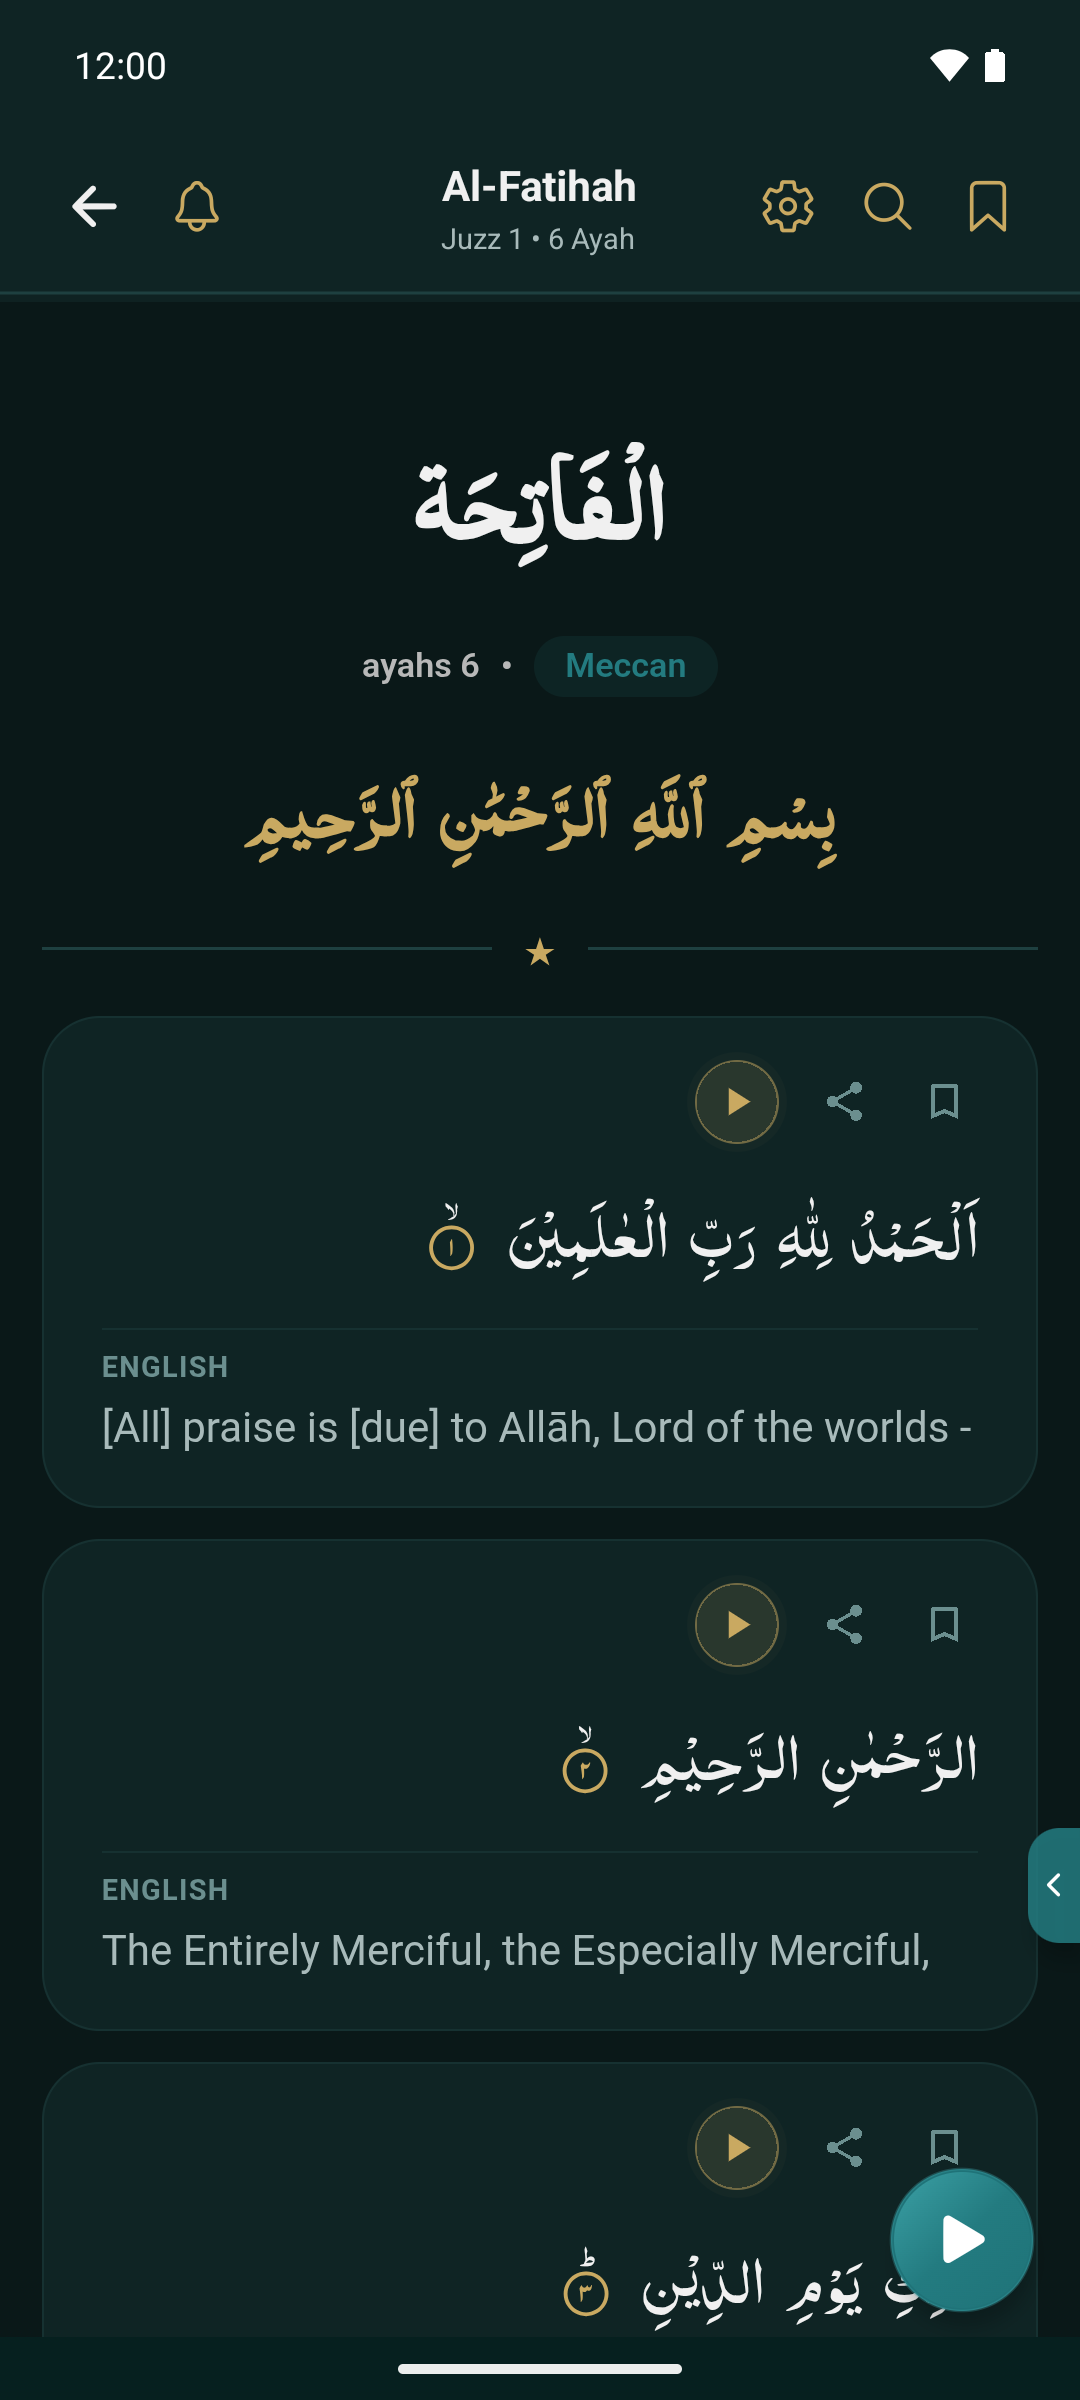 12:00
Al-Fatihah
Juzz 1 • 6 Ayah
الْفَاتِحَة
ayahs 6 • Meccan
بِسْمِ ٱللَّهِ ٱلرَّحْمَٰنِ ٱلرَّحِيمِ
اَلْحَمْدُ لِلّٰهِ رَبِّ الْعٰلَمِيْنَ ۙ ١
ENGLISH
[All] praise is [due] to Allāh, Lord of the worlds -
الرَّحْمٰنِ الرَّحِيْمِ ۙ ٢
ENGLISH
The Entirely Merciful, the Especially Merciful,
يَوْمِ الدِّيْنِ ؕ ٣